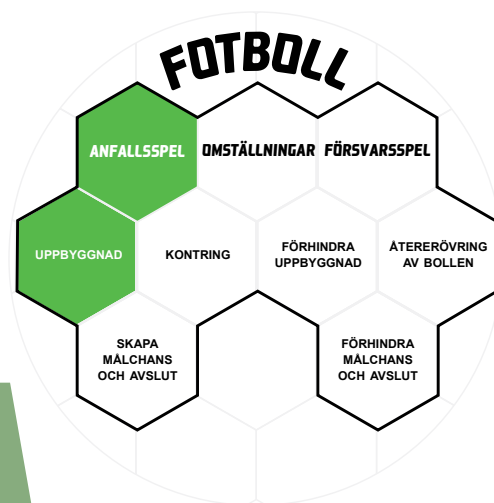 FOTBOLL
ANFALLSSPEL
OMSTÄLLNINGAR
FÖRSVARSSPEL
UPPBYGGNAD
KONTRING
FÖRHINDRA
UPPBYGGNAD
ÅTERERÖVRING
AV BOLLEN
SKAPA
MÅLCHANS
OCH AVSLUT
FÖRHINDRA
MÅLCHANS
OCH AVSLUT